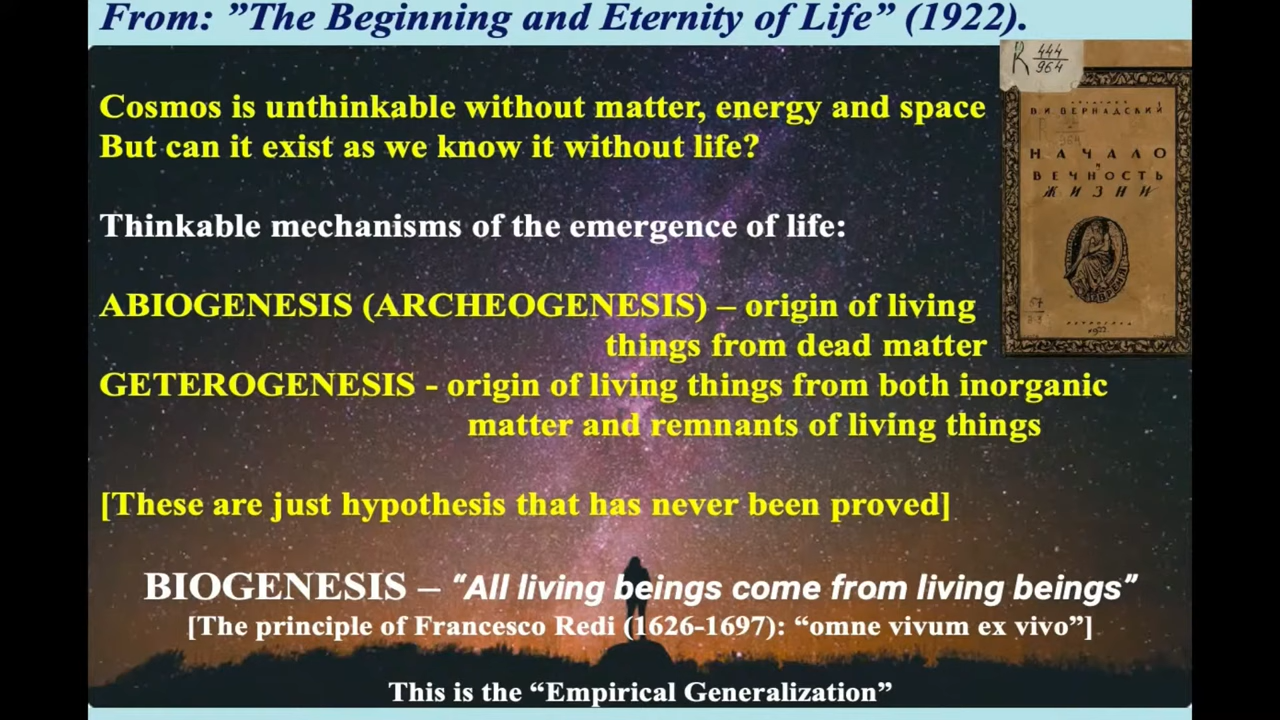 From: ”The Beginning and Eternity of Life” (1922).
R 444
964
В. И. ВЕРНАДСКИЙ
НАЧАЛО
И
ВЕЧНОСТЬ
ЖИЗНИ
1922
Cosmos is unthinkable without matter, energy and space
But can it exist as we know it without life?
Thinkable mechanisms of the emergence of life:
ABIOGENESIS (ARCHEOGENESIS) – origin of living
things from dead matter
GETEROGENESIS - origin of living things from both inorganic
matter and remnants of living things
[These are just hypothesis that has never been proved]
BIOGENESIS – “All living beings come from living beings”
[The principle of Francesco Redi (1626-1697): “omne vivum ex vivo”]
This is the “Empirical Generalization”